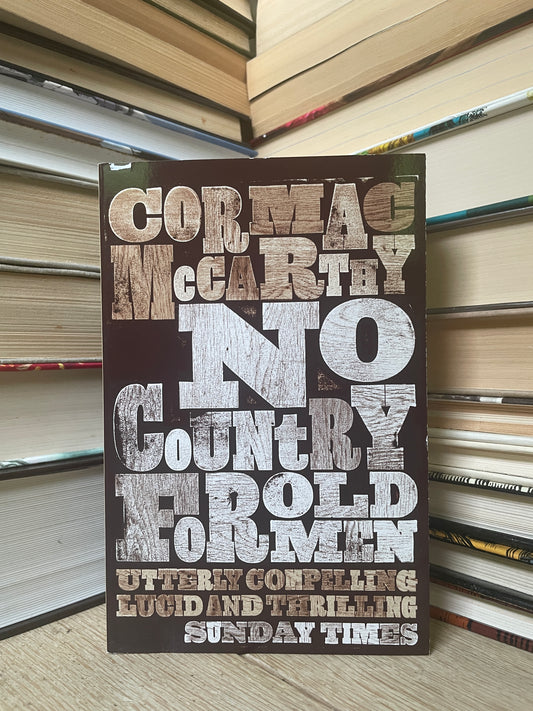 CORMAC
McCARTHY
NO
CoUNtRY
FOR OLD
MEN
UTTERLY COMPELLING
LUCID AND THRILLING
SUNDAY TIMES